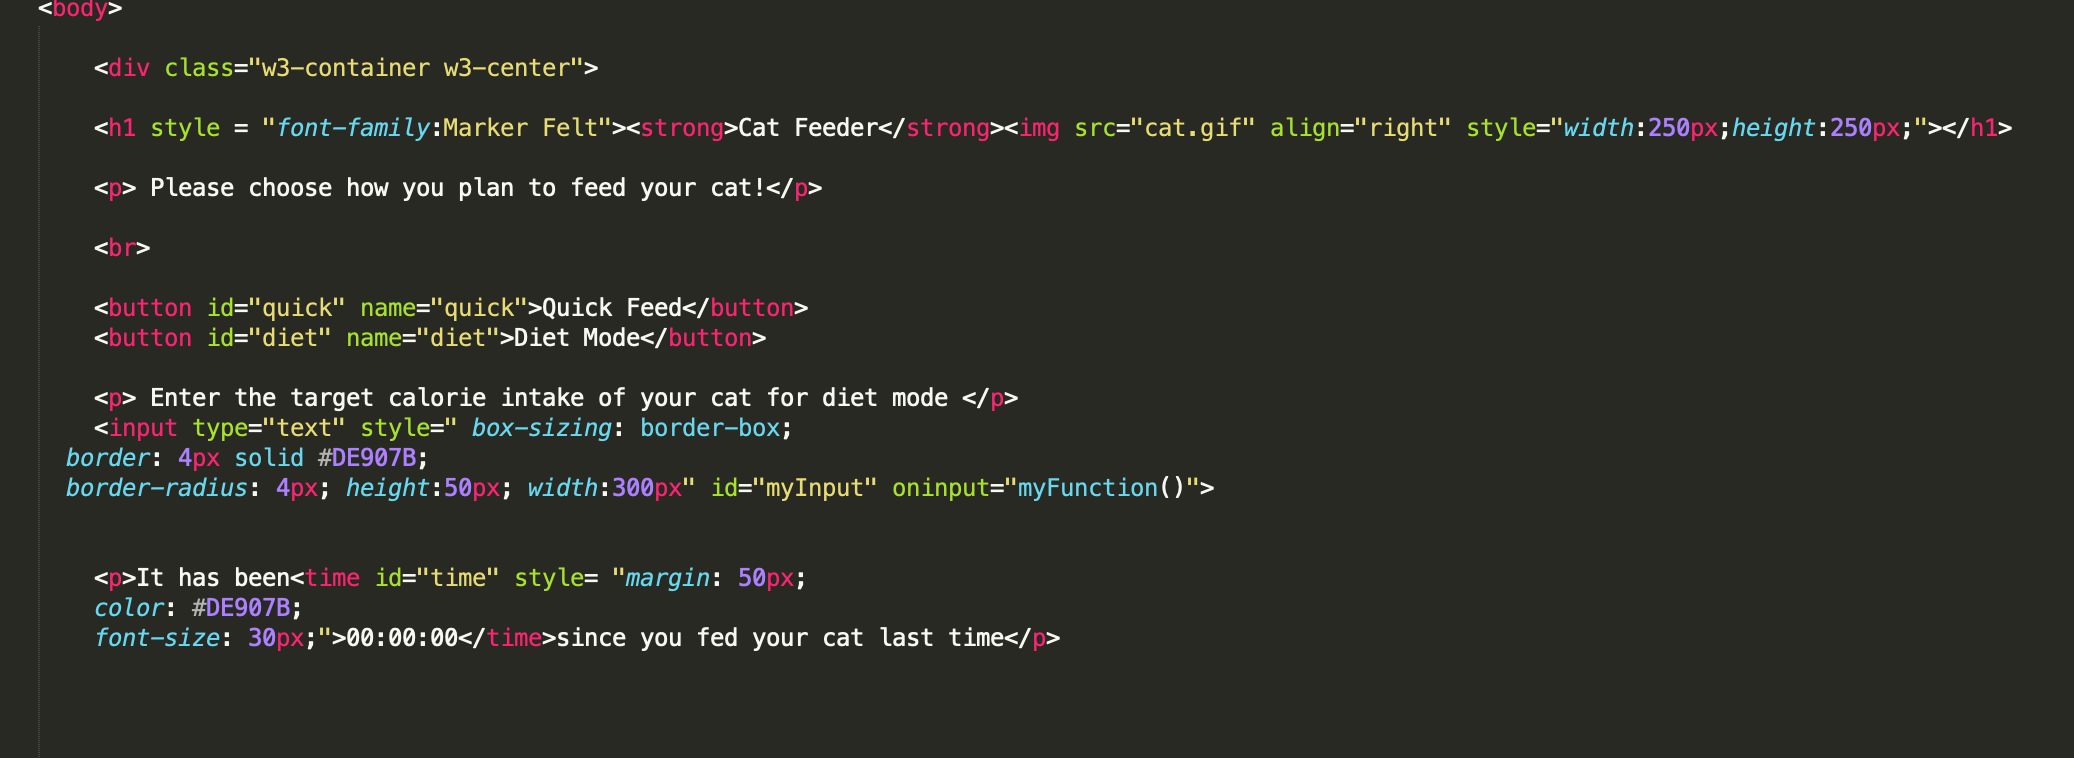 <body>
<div class="w3-container w3-center">
<h1 style = "font-family:Marker Felt"><strong>Cat Feeder</strong><img src="cat.gif" align="right" style="width:250px;height:250px;"></h1>
<p> Please choose how you plan to feed your cat!</p>
<br>
<button id="quick" name="quick">Quick Feed</button>
<button id="diet" name="diet">Diet Mode</button>
<p> Enter the target calorie intake of your cat for diet mode </p>
<input type="text" style=" box-sizing: border-box;
border: 4px solid #DE907B;
border-radius: 4px; height:50px; width:300px" id="myInput" oninput="myFunction()">
<p>It has been<time id="time" style= "margin: 50px;
color: #DE907B;
font-size: 30px;">00:00:00</time>since you fed your cat last time</p>